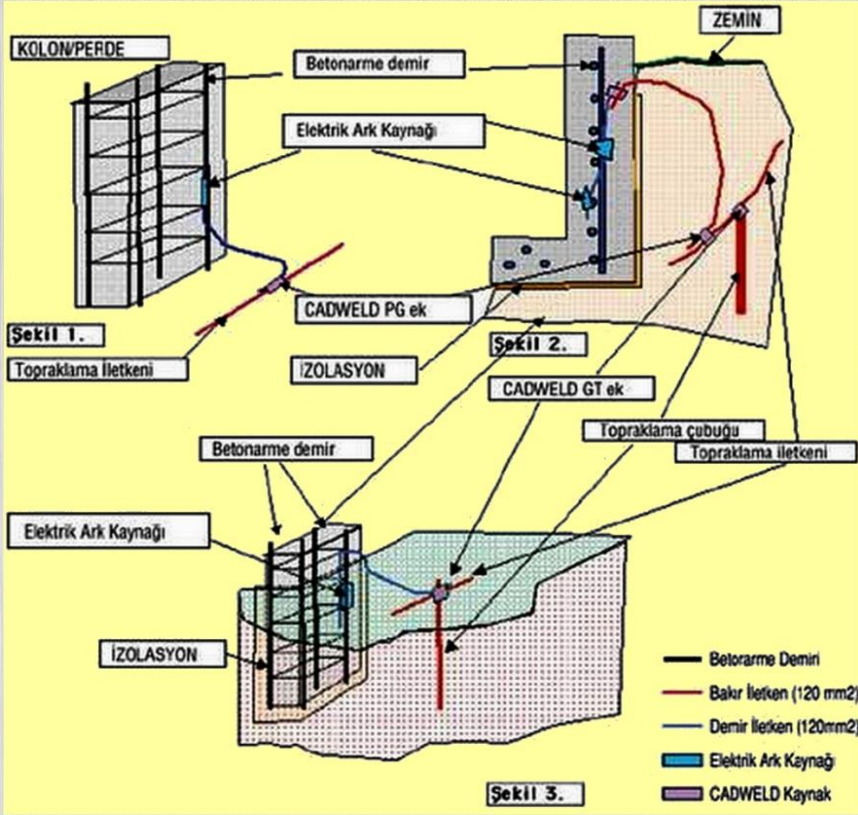 ZEMİN
KOLON/PERDE
Betonarme demir
Elektrik Ark Kaynağı
CADWELD PG ek
Şekil 1.
Şekil 2.
Topraklama İletkeni
İZOLASYON
CADWELD GT ek
Topraklama çubuğu
Topraklama iletkeni
Betonarme demir
Elektrik Ark Kaynağı
İZOLASYON
Betorarme Demiri
Bakır İletken (120 mm2)
Demir İletken (120mm2)
Elektrik Ark Kaynağı
CADWELD Kaynak
Şekil 3.